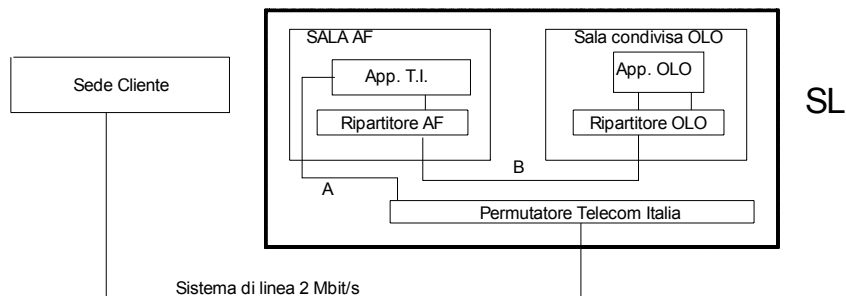 SALA AF
Sala condivisa OLO
Sede Cliente
App. T.I.
App. OLO
SL
Ripartitore AF
Ripartitore OLO
B
A
Permutatore Telecom Italia
Sistema di linea 2 Mbit/s